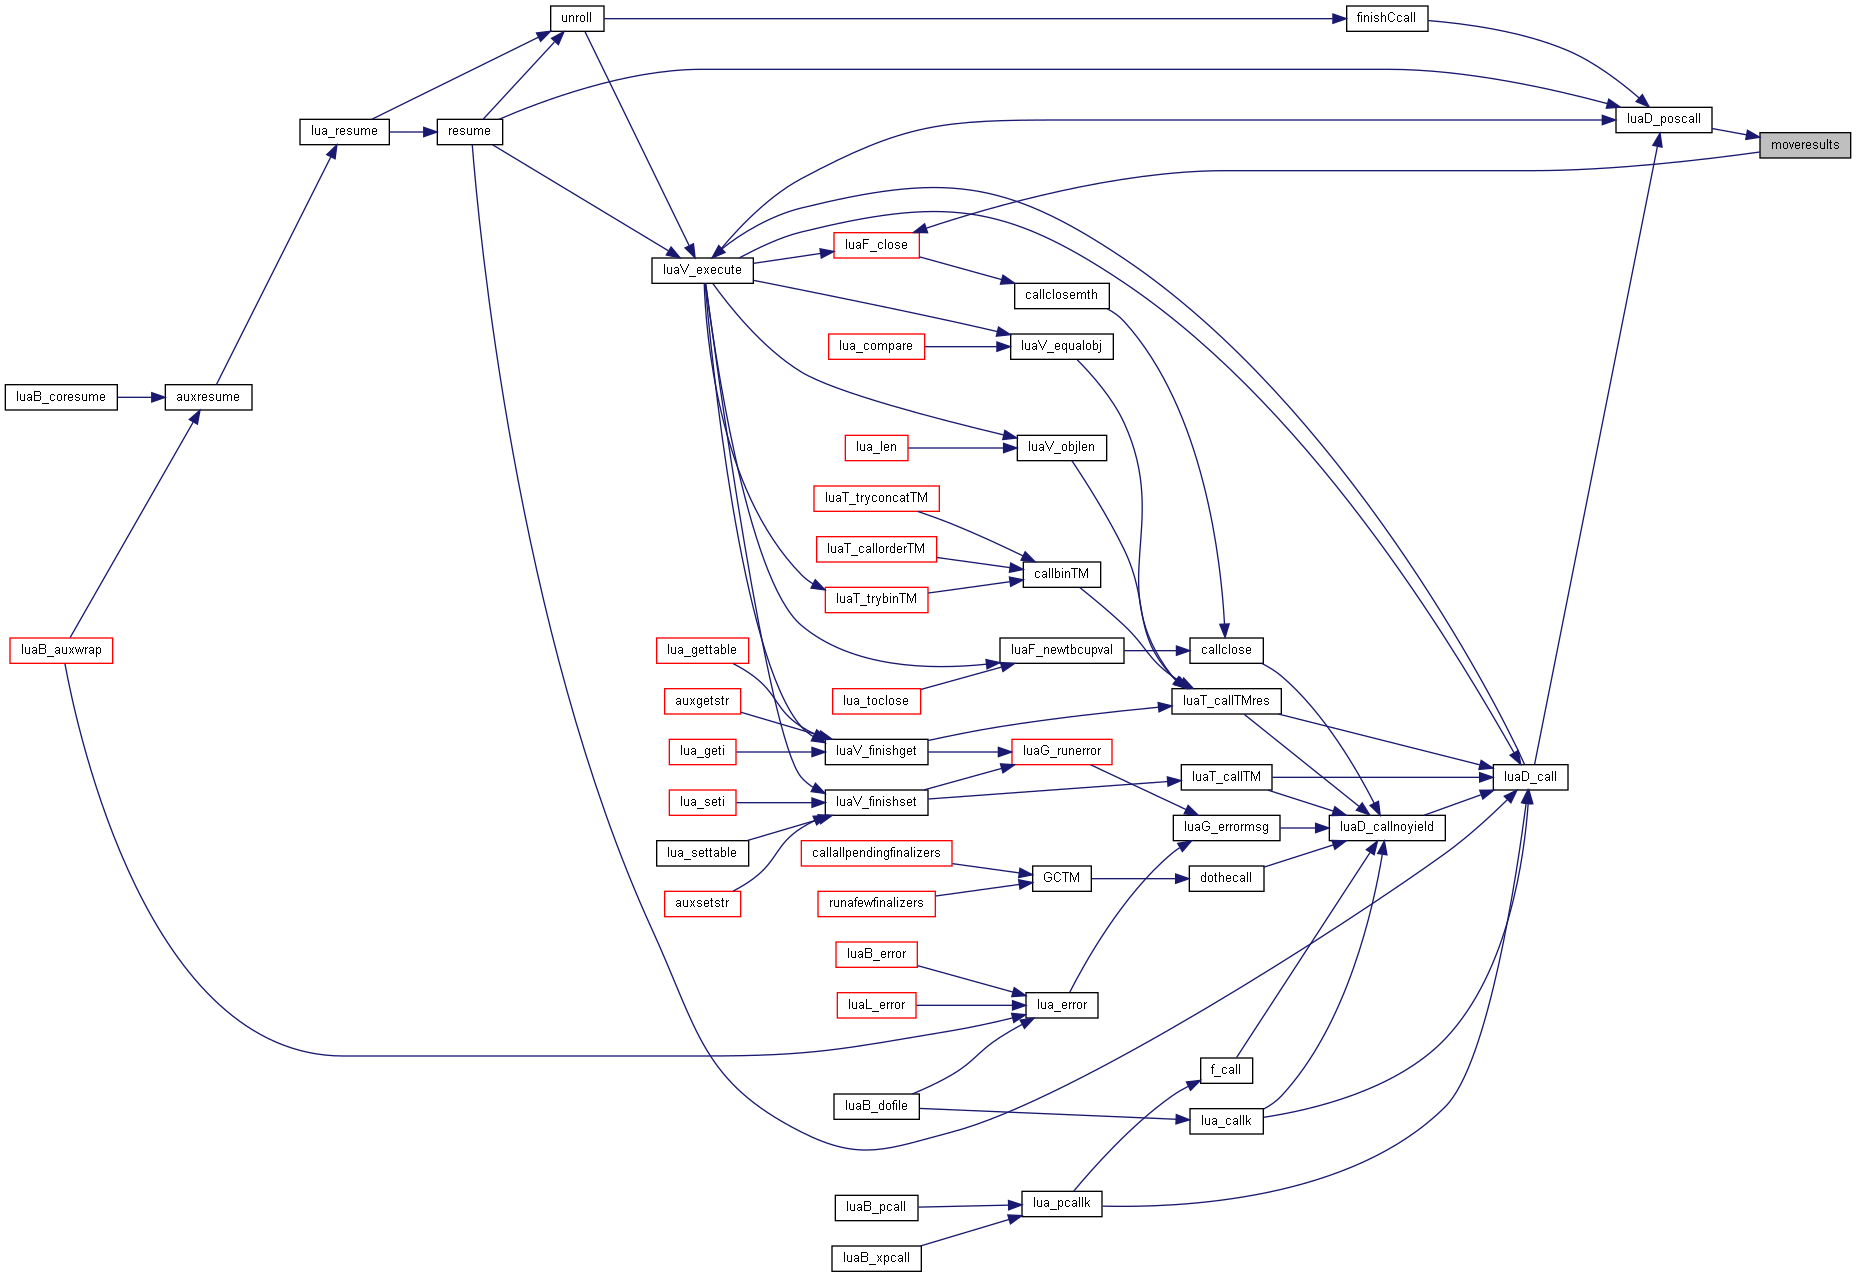 unroll
finishCcall
luaD_poscall
lua_resume
resume
moveresults
luaF_close
luaV_execute
callclosemth
lua_compare
luaV_equalobj
luaB_coresume
auxresume
lua_len
luaV_objlen
luaT_tryconcatTM
luaT_callorderTM
callbinTM
luaT_trybinTM
luaB_auxwrap
lua_gettable
luaF_newtbcupval
callclose
auxgetstr
lua_toclose
luaT_callTMres
lua_geti
luaV_finishget
luaG_runerror
luaT_callTM
luaD_call
lua_seti
luaV_finishset
luaG_errormsg
luaD_callnoyield
lua_settable
callallpendingfinalizers
GCTM
dothecall
auxsetstr
runafewfinalizers
luaB_error
luaL_error
lua_error
f_call
luaB_dofile
lua_callk
luaB_pcall
lua_pcallk
luaB_xpcall